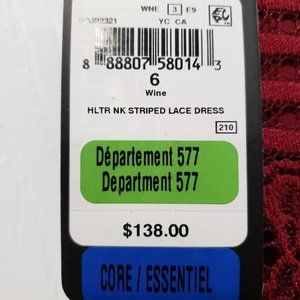 WNE 3 E9
YC CA
8 88807 58014 3
6
Wine
HLTR NK STRIPED LACE DRESS
210
Département 577
Department 577
$138.00
CORE / ESSENTIEL